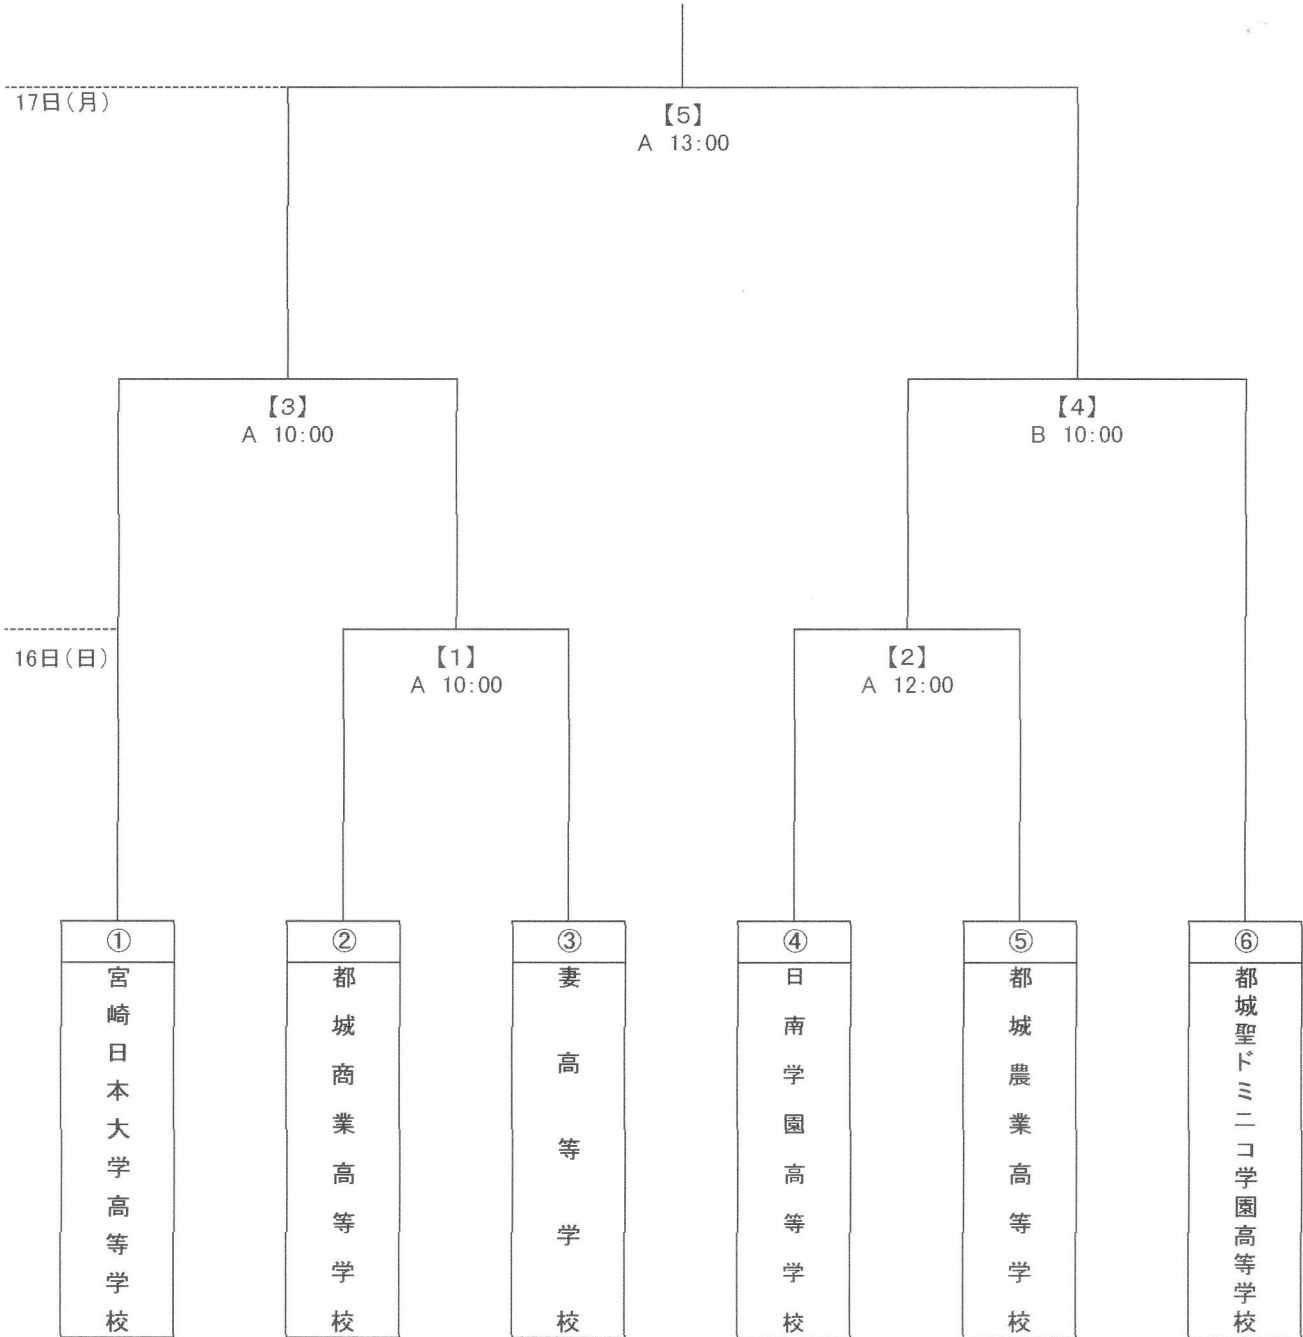 17日(月)
【5】
A 13:00
【3】
A 10:00
【4】
B 10:00
16日(日)
【1】
A 10:00
【2】
A 12:00
①
宮崎日本大学高等学校
②
都城商業高等学校
③
妻高等学校
④
日南学園高等学校
⑤
都城農業高等学校
⑥
都城聖ドミニコ学園高等学校